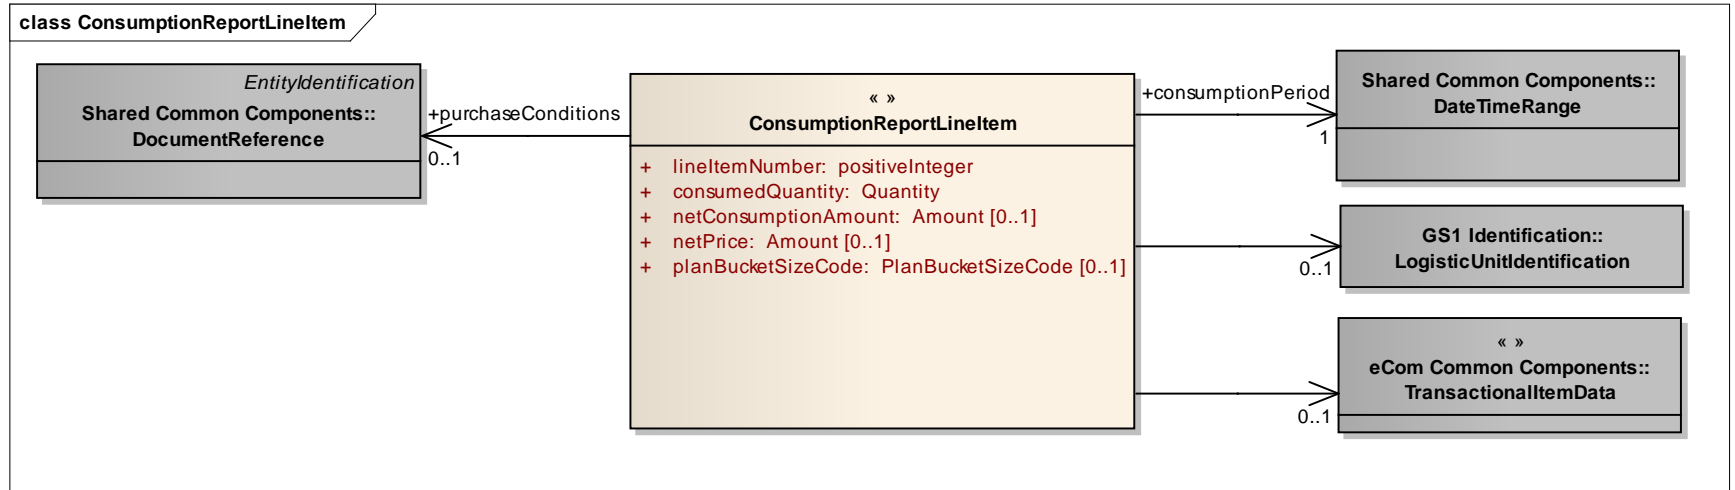 class ConsumptionReportLineItem
EntityIdentification
Shared Common Components::
DocumentReference
+purchaseConditions
0..1
« »
ConsumptionReportLineItem
+ lineItemNumber: positiveInteger
+ consumedQuantity: Quantity
+ netConsumptionAmount: Amount [0..1]
+ netPrice: Amount [0..1]
+ planBucketSizeCode: PlanBucketSizeCode [0..1]
+consumptionPeriod
1
Shared Common Components::
DateTimeRange
0..1
GS1 Identification::
LogisticUnitIdentification
0..1
« »
eCom Common Components::
TransactionalItemData